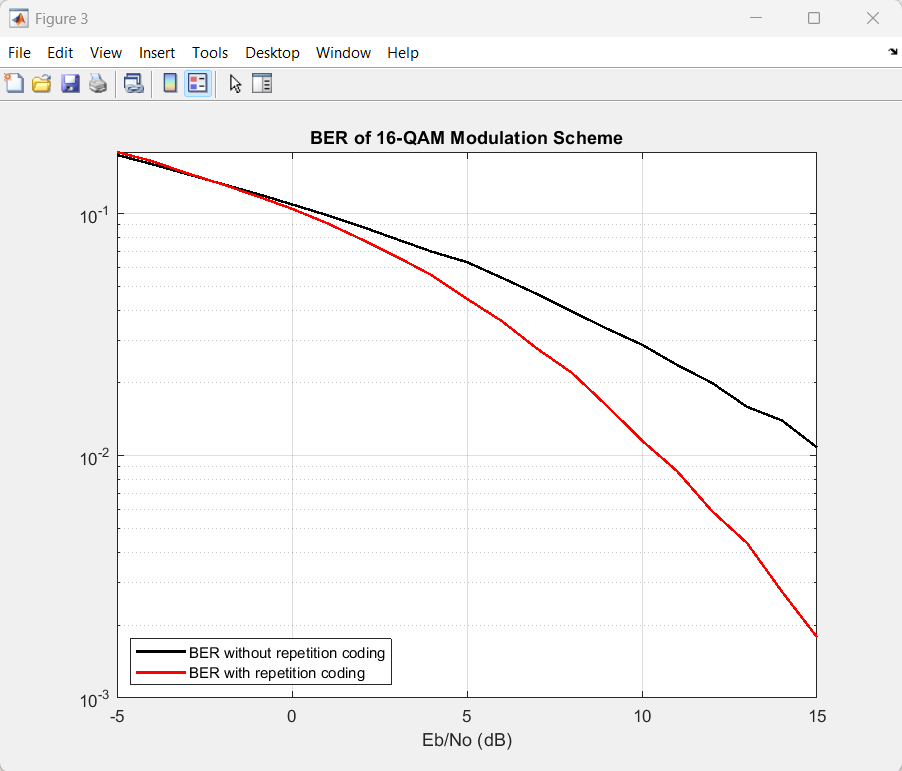 Figure 3
File Edit View Insert Tools Desktop Window Help
BER of 16-QAM Modulation Scheme
10^-1
10^-2
10^-3
BER without repetition coding
BER with repetition coding
-5 0 5 10 15
Eb/No (dB)